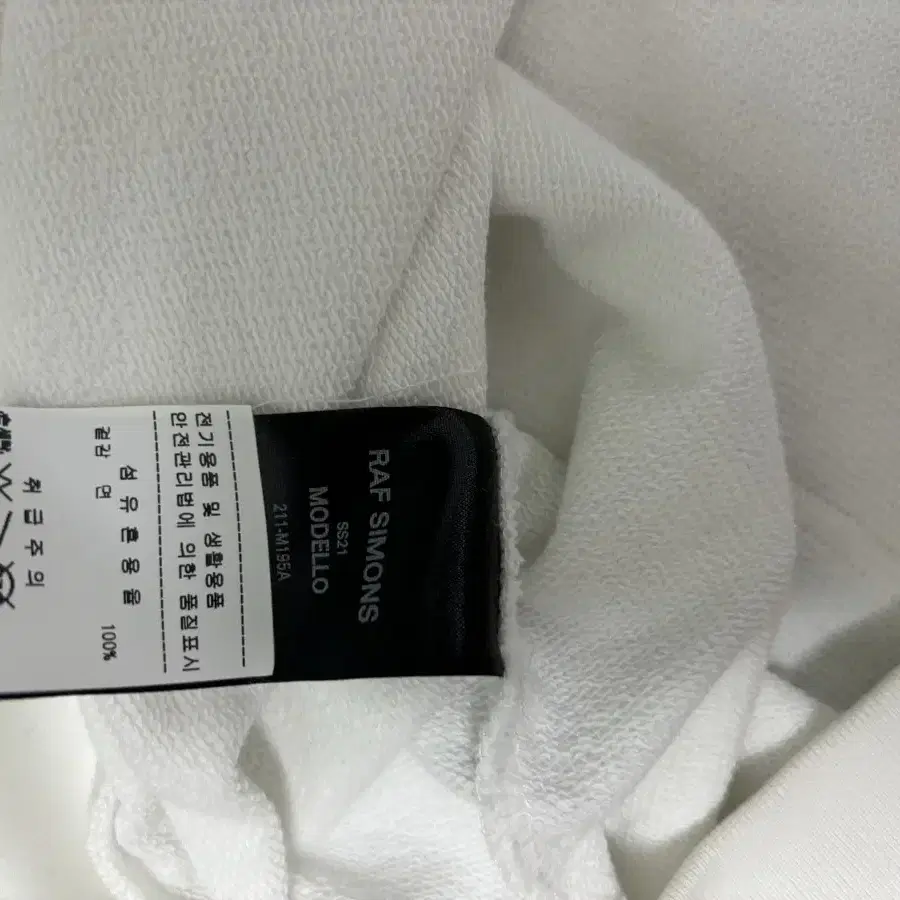 RAF SIMONS
SS21
MODELLO
211-M195A
전기용품 및 생활용품
안전관리법에 의한 품질표시
섬유혼용율
겉감 면 100%
취급주의